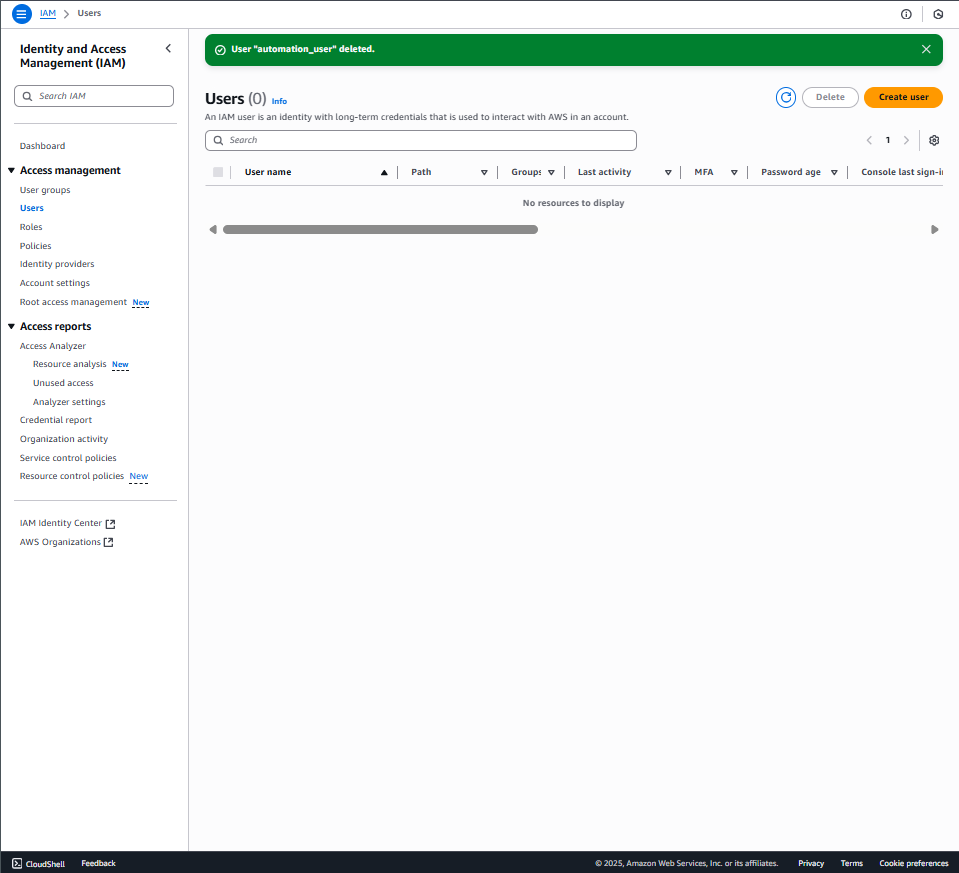 IAM > Users
Identity and Access
Management (IAM)
Search IAM
Dashboard
Access management
User groups
Users
Roles
Policies
Identity providers
Account settings
Root access management New
Access reports
Access Analyzer
Resource analysis New
Unused access
Analyzer settings
Credential report
Organization activity
Service control policies
Resource control policies New
IAM Identity Center
AWS Organizations
User "automation_user" deleted.
Users (0) Info
Delete
Create user
An IAM user is an identity with long-term credentials that is used to interact with AWS in an account.
Search
1
User name Path Groups Last activity MFA Password age Console last sign-i
No resources to display
CloudShell Feedback © 2025, Amazon Web Services, Inc. or its affiliates. Privacy Terms Cookie preferences